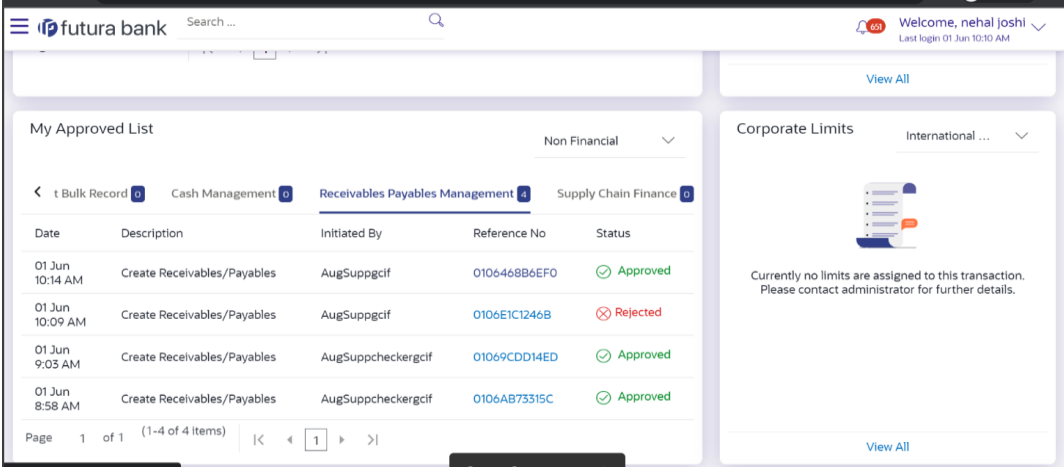 futura bank
Search ...
651
Welcome, nehal joshi
Last login 01 Jun 10:10 AM
View All
My Approved List
Non Financial
t Bulk Record 0
Cash Management 0
Receivables Payables Management 4
Supply Chain Finance 0
Date Description Initiated By Reference No Status
01 Jun
10:14 AM
Create Receivables/Payables AugSuppgcif 0106468B6EF0 Approved
01 Jun
10:09 AM
Create Receivables/Payables AugSuppgcif 0106E1C1246B Rejected
01 Jun
9:03 AM
Create Receivables/Payables AugSuppcheckergcif 01069CDD14ED Approved
01 Jun
8:58 AM
Create Receivables/Payables AugSuppcheckergcif 0106AB73315C Approved
Page 1 of 1 (1-4 of 4 items) 1
Corporate Limits
International ...
Currently no limits are assigned to this transaction.
Please contact administrator for further details.
View All